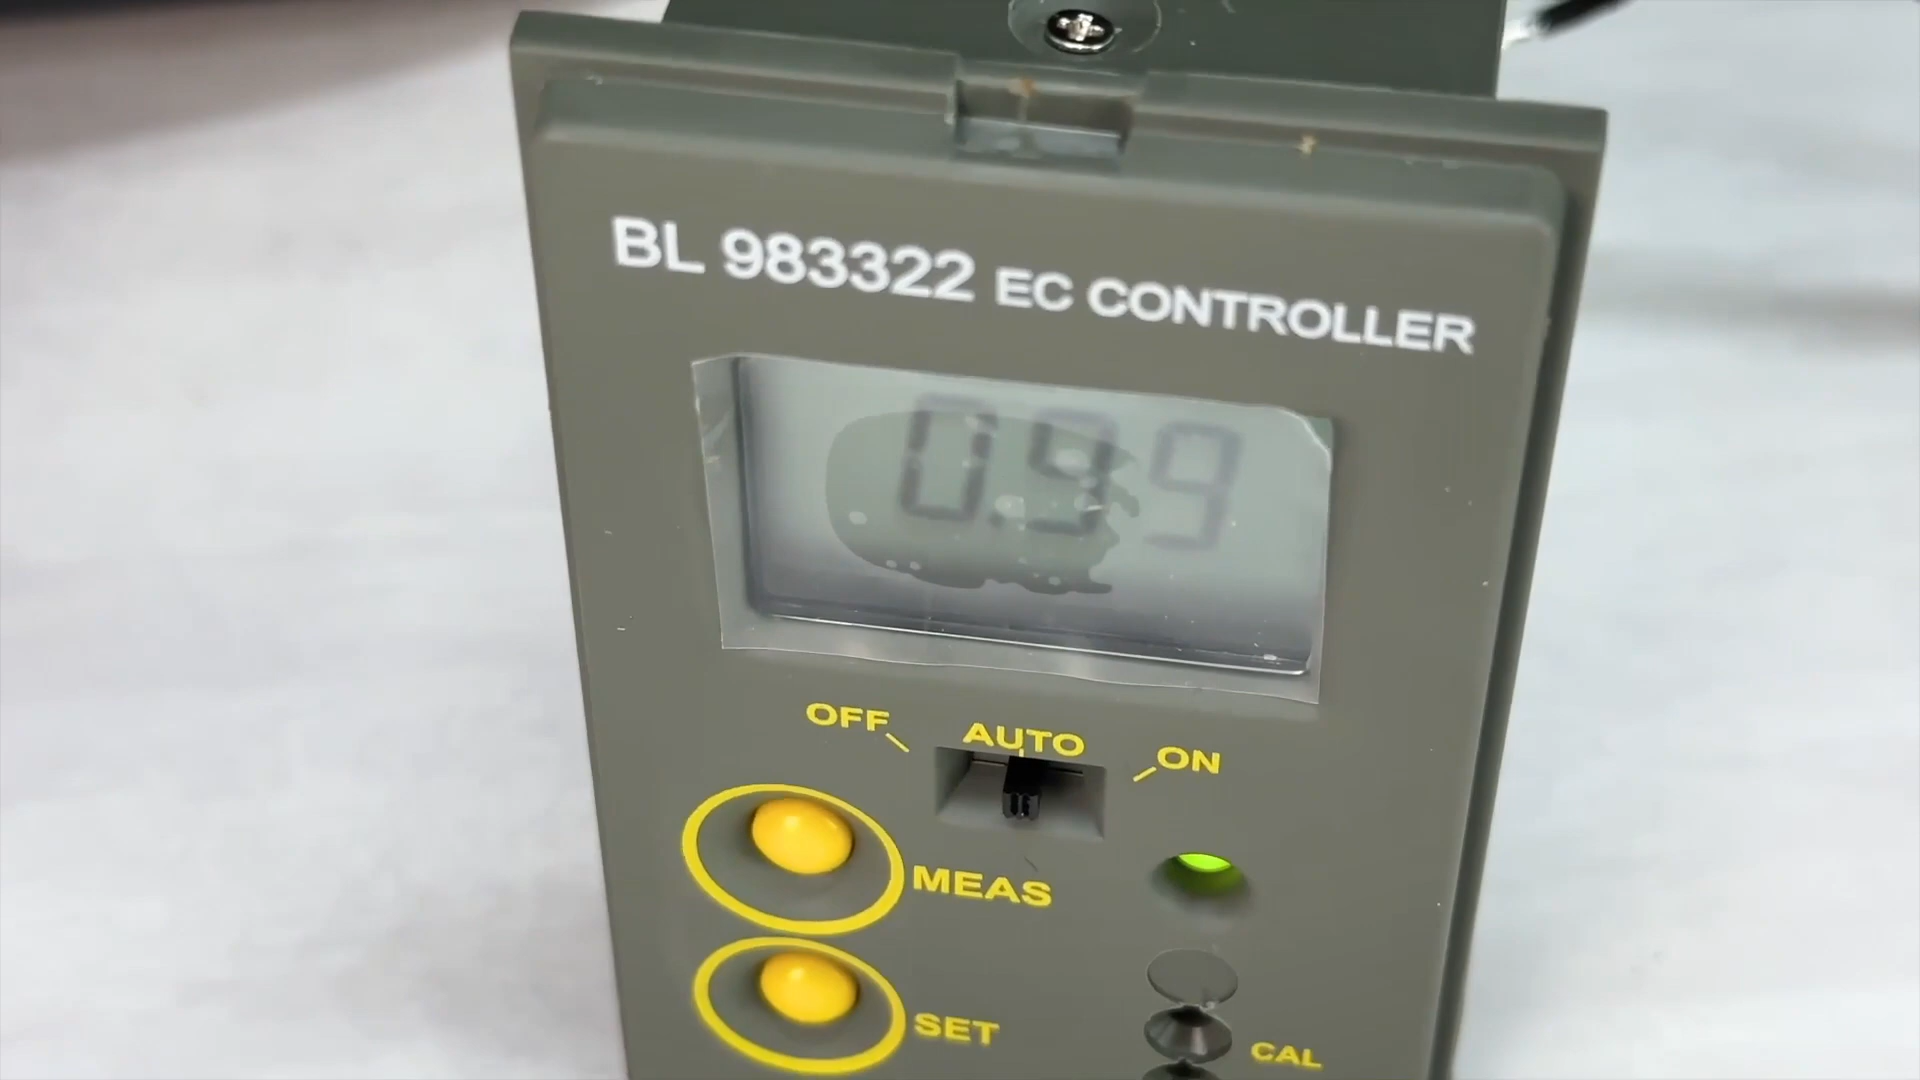 BL 983322 EC CONTROLLER
0.99
OFF AUTO ON
MEAS
SET
CAL